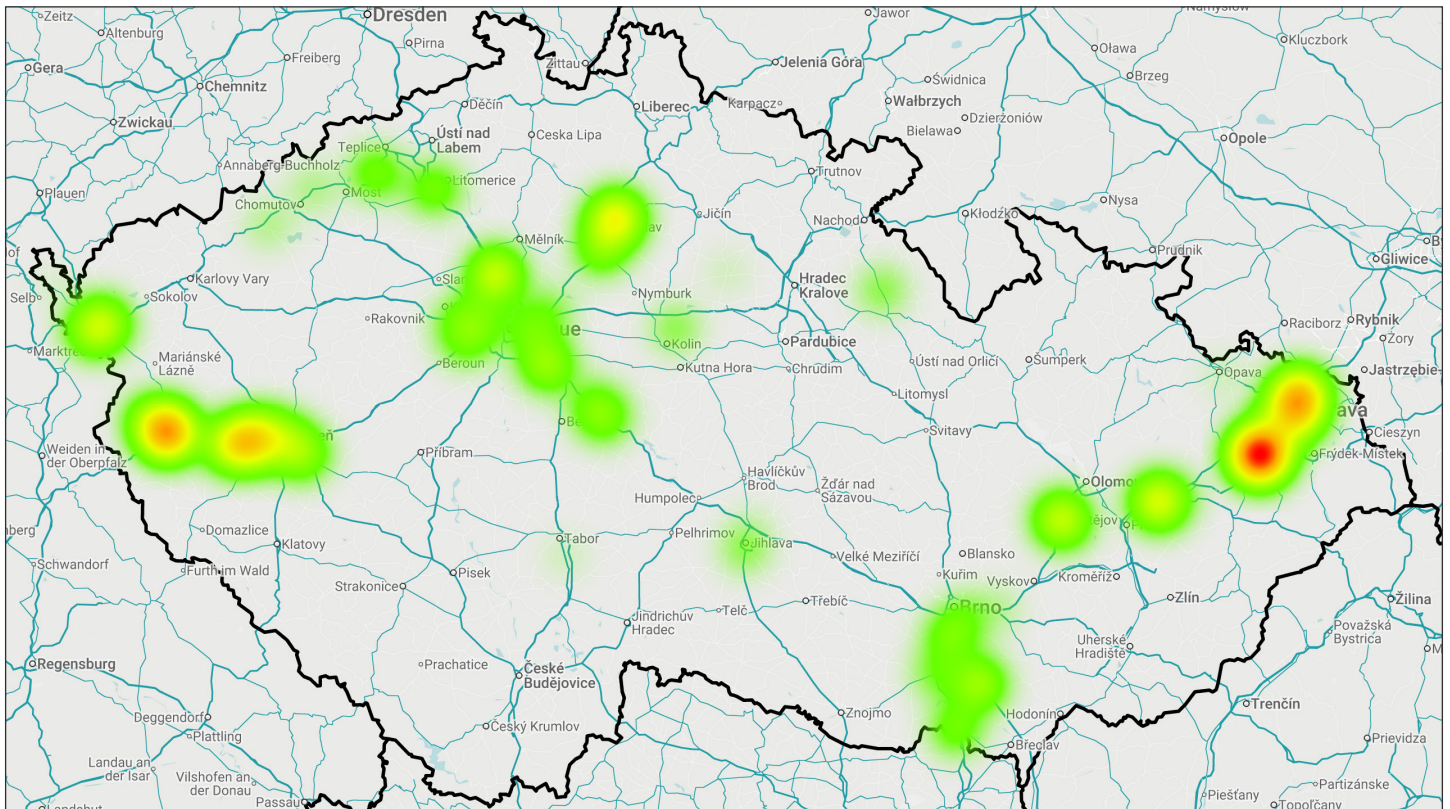 Zeitz
Dresden
Jawor
Altenburg
Pirna
Kluczbork
Oława
Freiberg
Zittau
Jelenia Góra
Gera
Brzeg
Świdnica
Chemnitz
Děčín
Liberec
Karpacz
Wałbrzych
Zwickau
Dzierżoniów
Ceska Lipa
Bielawa
Opole
Ústí nad
Labem
Teplice
Annaberg-Buchholz
Trutnov
Litomerice
Plauen
Most
Nysa
Chomutov
Jičín
Kłodzko
Nachod
Mělník
Prudnik
Gliwice
Karlovy Vary
Hradec
Kralove
Nymburk
Selb
Sokolov
Rakovnik
Raciborz
Rybnik
Żory
Kolin
Pardubice
Mariánské
Lázně
Beroun
Kutna Hora
Chrudim
Ústí nad Orlicí
Šumperk
Opava
Jastrzębie
Litomysl
Svitavy
Cieszyn
Weiden in
der Oberpfalz
Příbram
Frýdek-Místek
Havlíčkův
Brod
Žďár nad
Sázavou
Humpolec
Domazlice
Klatovy
Tabor
Pelhrimov
Jihlava
Velké Meziříčí
Blansko
Schwandorf
Furth im Wald
Strakonice
Pisek
Kuřim
Vyskov
Kroměříž
Telč
Třebíč
Brno
Zlín
Žilina
Jindrichuv
Hradec
Považská
Bystrica
Uherské
Hradiště
Regensburg
Prachatice
České
Budějovice
Trenčín
Deggendorf
Český Krumlov
Znojmo
Hodonín
Plattling
Břeclav
Prievidza
Landau an
der Isar
Vilshofen an
der Donau
Passau
Partizánske
Piešťany
Topoľčany